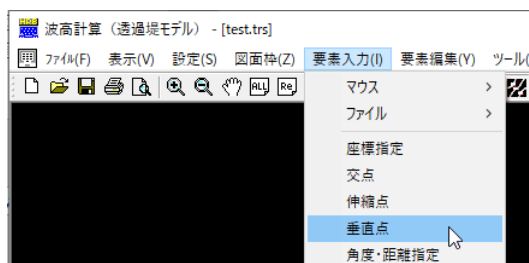 波高計算（透過堤モデル） - [test.trs]
ファイル(F) 表示(V) 設定(S) 図面枠(Z) 要素入力(I) 要素編集(Y) ツール(
ALL Re
マウス >
ファイル >
座標指定
交点
伸縮点
垂直点
角度・距離指定